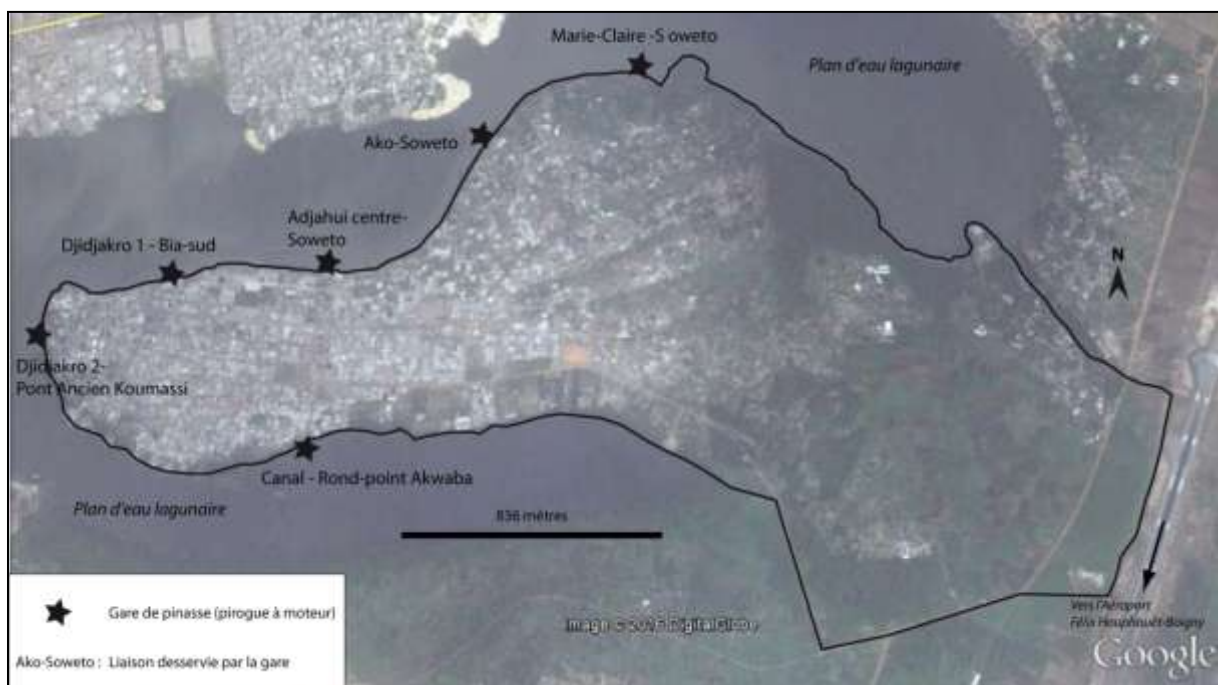 Marie-Claire -S oweto
Plan d'eau lagunaire
Ako-Soweto
Adjahui centre-
Soweto
Djidjakro 1 - Bia-sud
N
Djidjakro 2-
Pont Ancien Koumassi
Canal - Rond-point Akwaba
Plan d'eau lagunaire
836 mètres
Gare de pinasse (pirogue à moteur)
Ako-Soweto : Liaison desservie par la gare
Vers l'Aéroport
Félix Houphouët-Boigny
Image © DigitalGlobe
Google